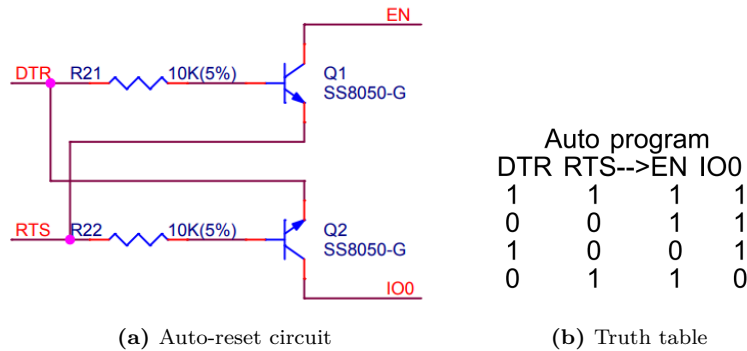 EN
DTR R21 10K(5%) Q1
SS8050-G
RTS R22 10K(5%) Q2
SS8050-G
IO0
(a) Auto-reset circuit
Auto program
DTR RTS-->EN IO0
1 1 1 1
0 0 1 1
1 0 0 1
0 1 1 0
(b) Truth table